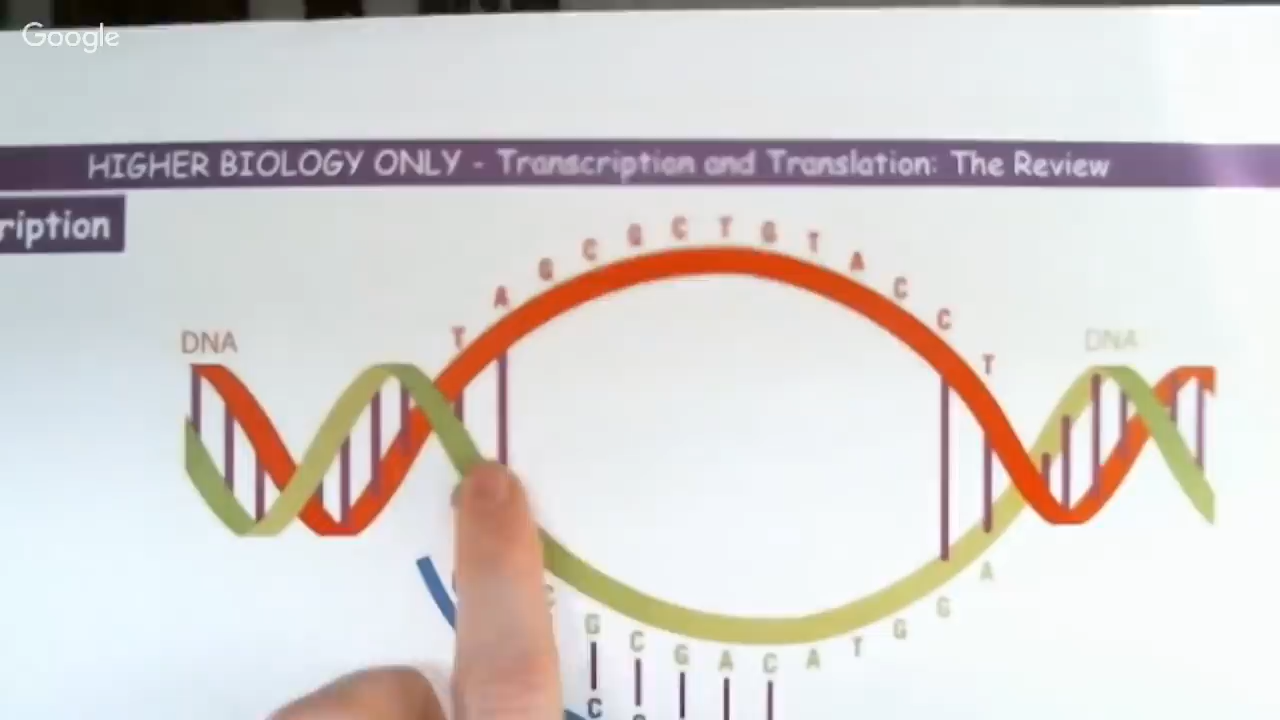 Google
HIGHER BIOLOGY ONLY - Transcription and Translation: The Review
ription
T A G C G C T G T A C C T
DNA
DNA
C G C G A C A T G G A
C